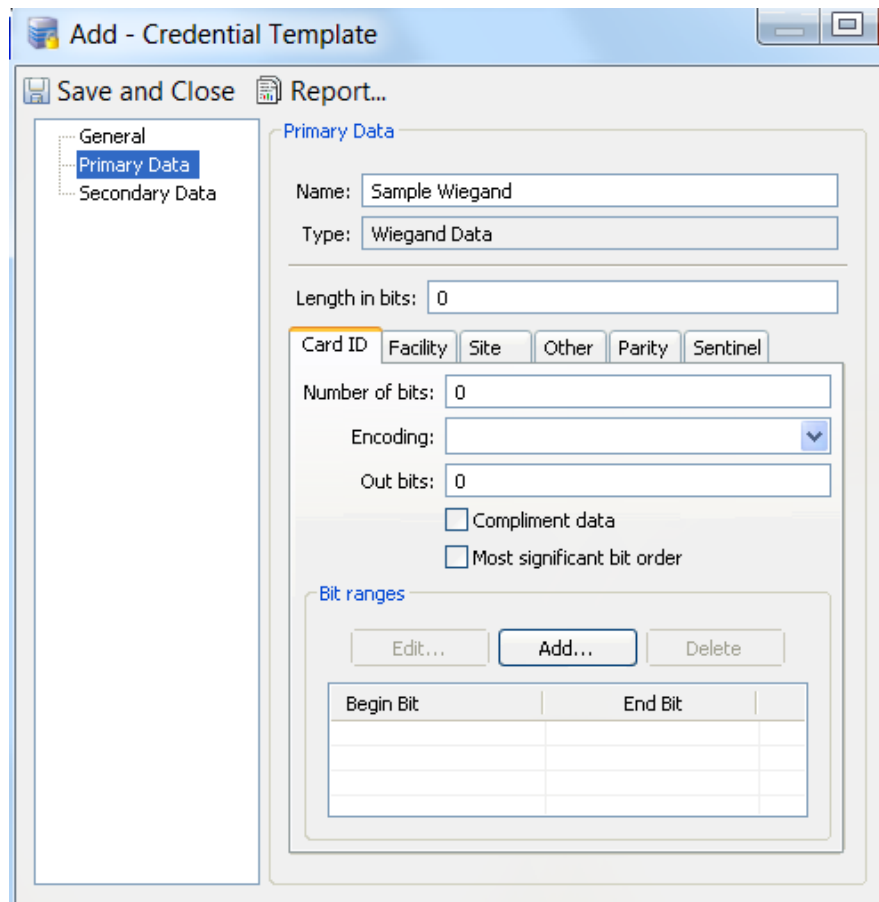 Add - Credential Template
Save and Close Report...
General
Primary Data
Secondary Data
Primary Data
Name: Sample Wiegand
Type: Wiegand Data
Length in bits: 0
Card ID Facility Site Other Parity Sentinel
Number of bits: 0
Encoding:
Out bits: 0
Compliment data
Most significant bit order
Bit ranges
Edit... Add... Delete
Begin Bit End Bit